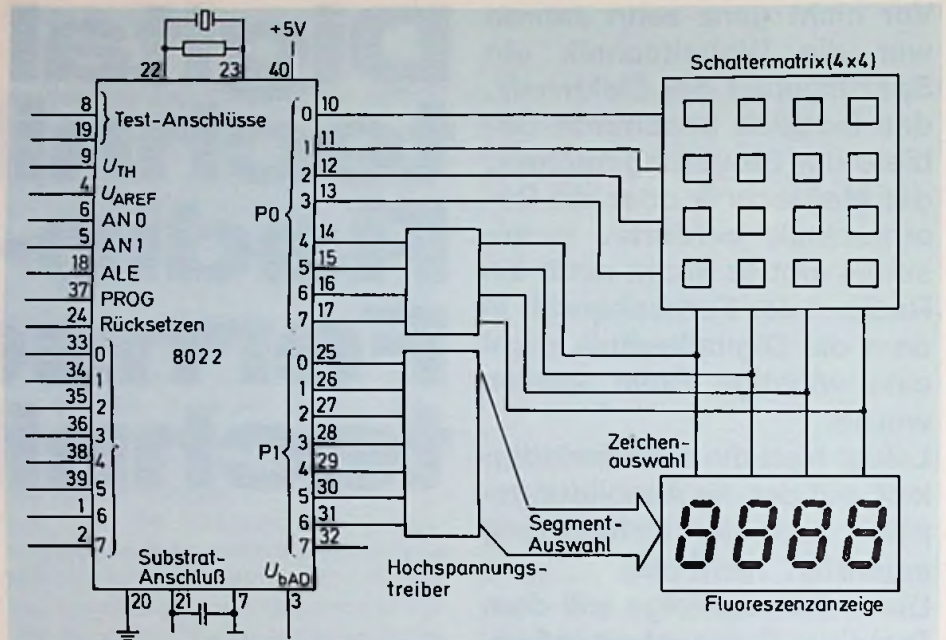 +5V
22 23 40
Schaltermatrix (4×4)
8
19
Test-Anschlüsse
9 U_TH
4 U_AREF
6 AN 0
5 AN 1
18 ALE
37 PROG
24 Rücksetzen
8022
33 0
34 1
35 2
36 3
38 4
39 5
1 6
2 7
P0
0 10
1 11
2 12
3 13
4 14
5 15
6 16
7 17
P1
0 25
1 26
2 27
3 28
4 29
5 30
6 31
7 32
Zeichen-
auswahl
Segment-
Auswahl
Hochspannungs-
treiber
8888
Fluoreszenzanzeige
Substrat-
Anschluß
U_bAD
20 21 7 3